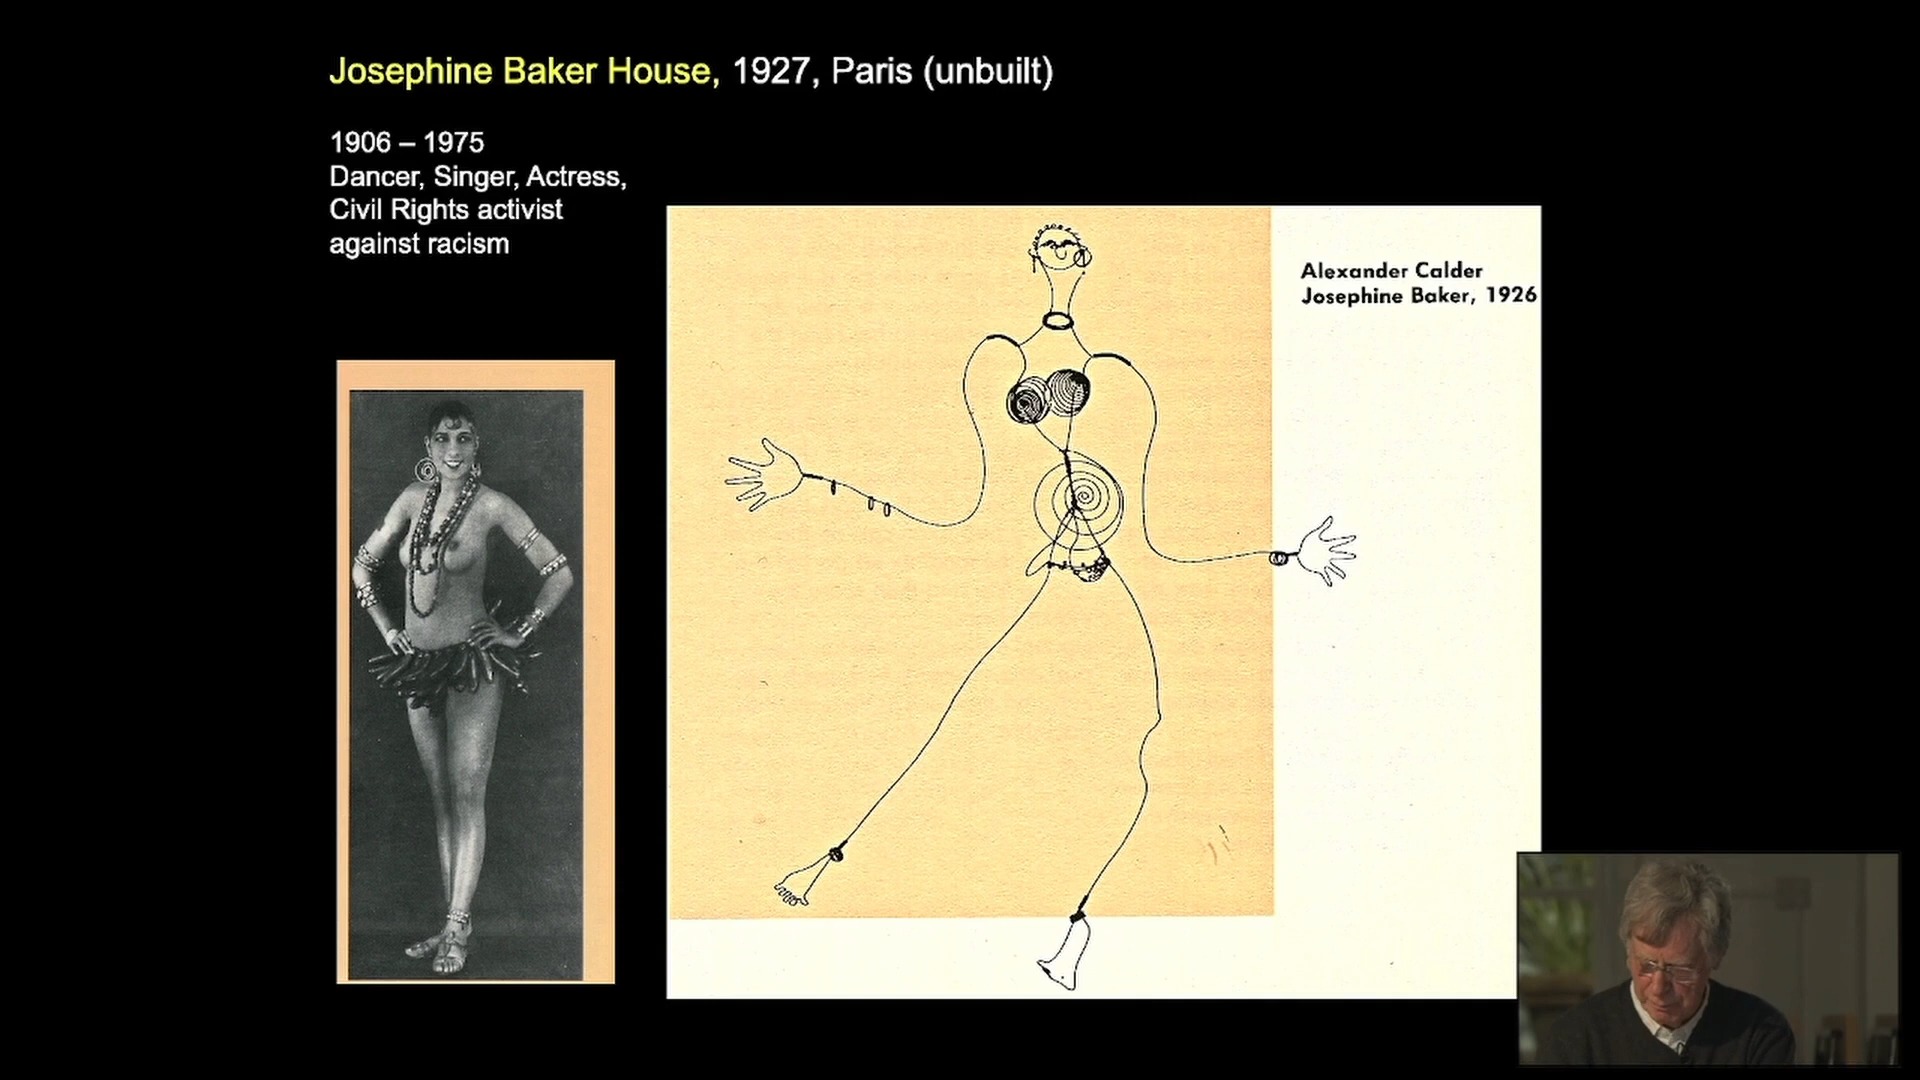 Josephine Baker House, 1927, Paris (unbuilt)
1906 – 1975
Dancer, Singer, Actress,
Civil Rights activist
against racism
Alexander Calder
Josephine Baker, 1926